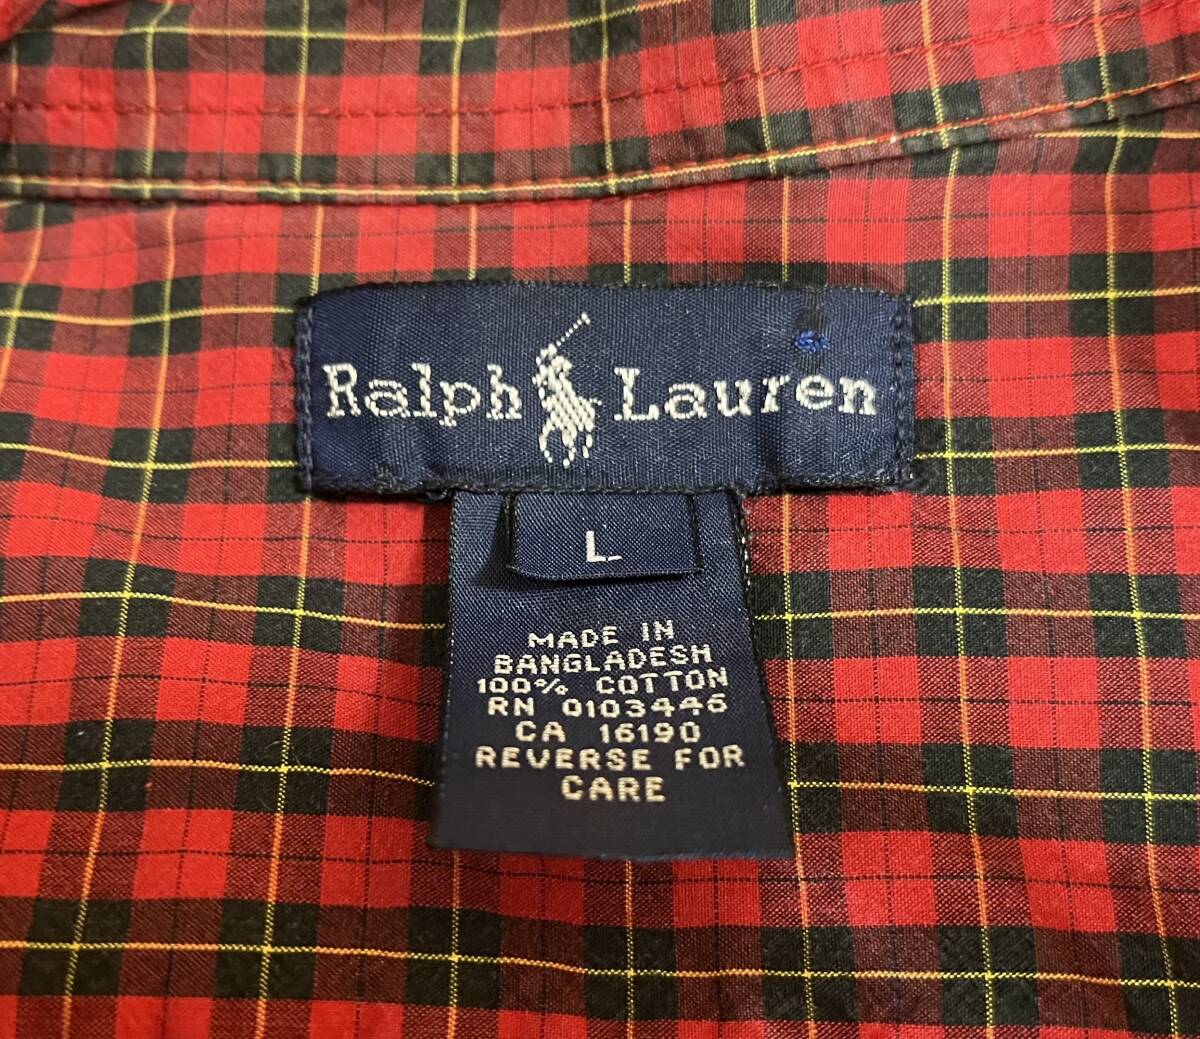 Ralph Lauren
L
MADE IN
BANGLADESH
100% COTTON
RN 0103446
CA 16190
REVERSE FOR
CARE